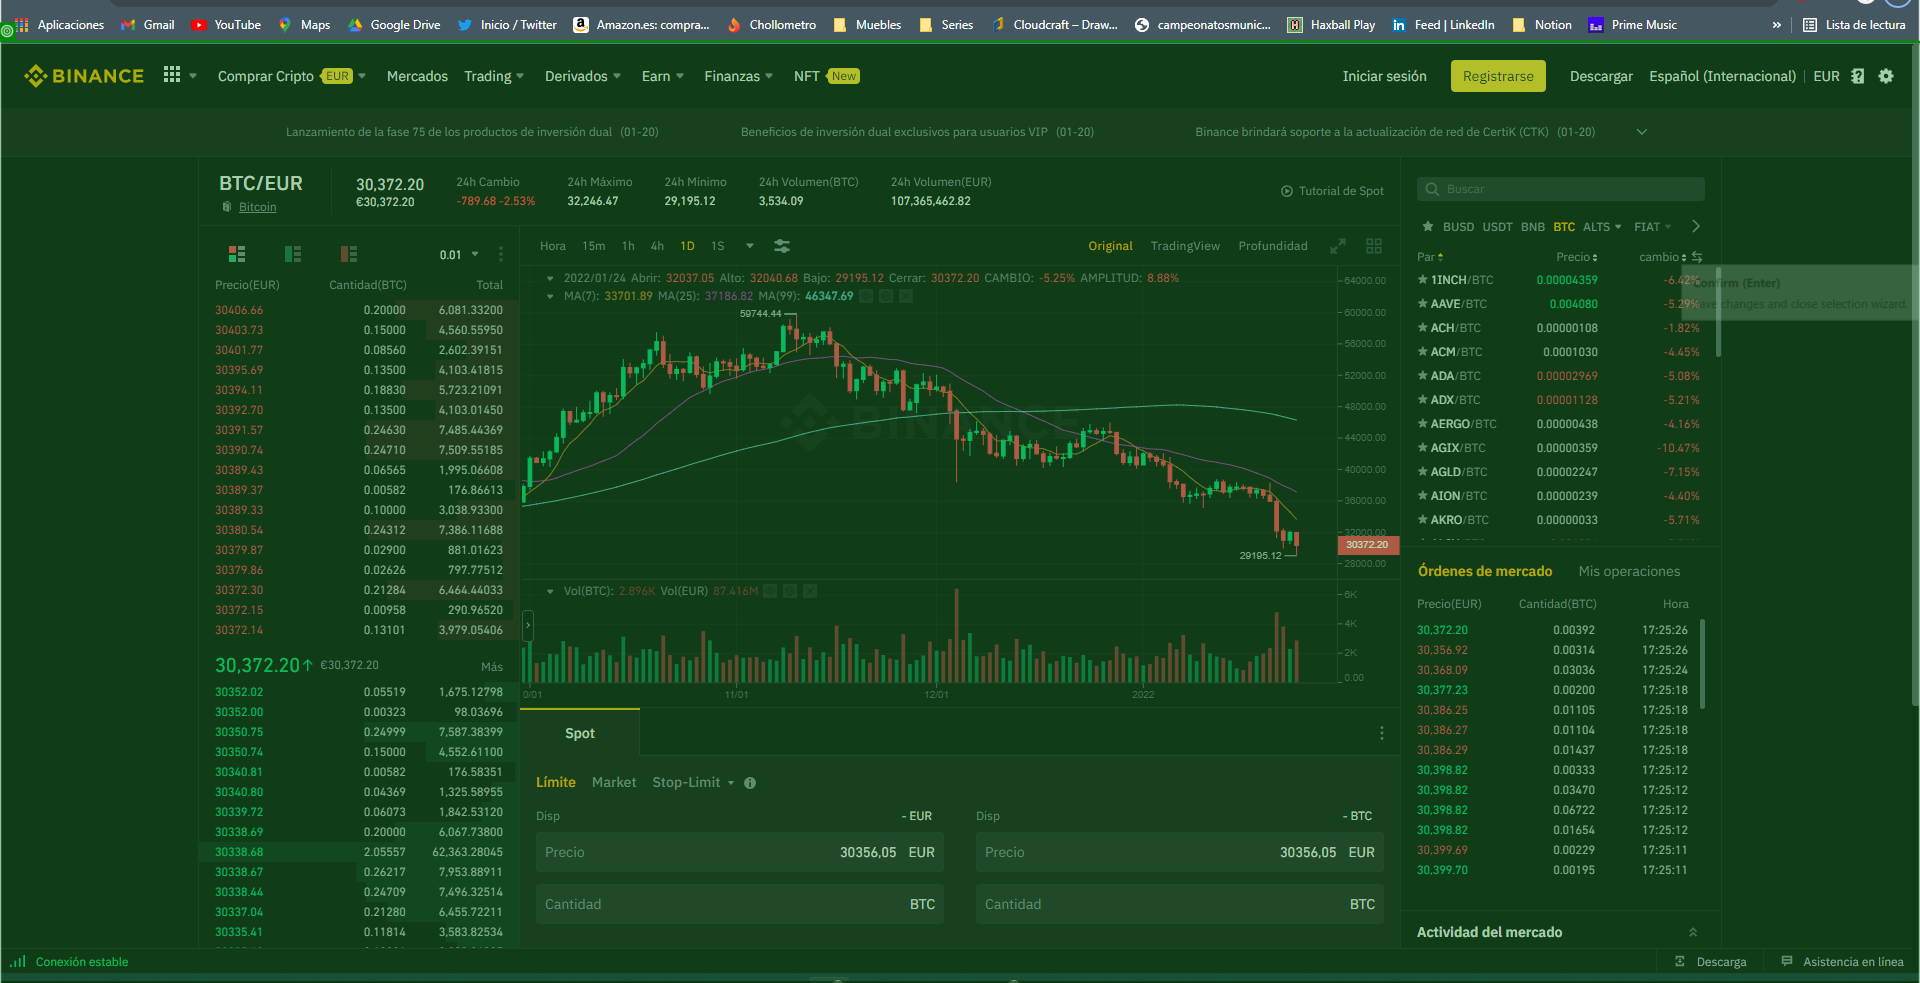 Aplicaciones Gmail YouTube Maps Google Drive Inicio / Twitter Amazon.es: compra... Chollometro Muebles Series Cloudcraft – Draw... campeonatosmunic... Haxball Play Feed | LinkedIn Notion Prime Music » Lista de lectura
BINANCE Comprar Cripto EUR Mercados Trading Derivados Earn Finanzas NFT New Iniciar sesión Registrarse Descargar Español (Internacional) EUR
Lanzamiento de la fase 75 de los productos de inversión dual (01-20) Beneficios de inversión dual exclusivos para usuarios VIP (01-20) Binance brindará soporte a la actualización de red de CertiK (CTK) (01-20)
BTC/EUR
Bitcoin
30,372.20
€30,372.20
24h Cambio
-789.68 -2.53%
24h Máximo
32,246.47
24h Mínimo
29,195.12
24h Volumen(BTC)
3,534.09
24h Volumen(EUR)
107,365,462.82
Tutorial de Spot
0.01
Precio(EUR) Cantidad(BTC) Total
30406.66 0.20000 6,081.33200
30403.73 0.15000 4,560.55950
30401.77 0.08560 2,602.39151
30395.69 0.13500 4,103.41815
30394.11 0.18830 5,723.21091
30392.70 0.13500 4,103.01450
30391.57 0.24630 7,485.44369
30390.74 0.24710 7,509.55185
30389.43 0.06565 1,995.06608
30389.37 0.00582 176.86613
30389.33 0.10000 3,038.93300
30380.54 0.24312 7,386.11688
30379.87 0.02900 881.01623
30379.86 0.02626 797.77512
30372.30 0.21284 6,464.44033
30372.15 0.00958 290.96520
30372.14 0.13101 3,979.05406
30,372.20 €30,372.20 Más
30352.02 0.05519 1,675.12798
30352.00 0.00323 98.03696
30350.75 0.24999 7,587.38399
30350.74 0.15000 4,552.61100
30340.81 0.00582 176.58351
30340.80 0.04369 1,325.58955
30339.72 0.06073 1,842.53120
30338.69 0.20000 6,067.73800
30338.68 2.05557 62,363.28045
30338.67 0.26217 7,953.88911
30338.44 0.24709 7,496.32514
30337.04 0.21280 6,455.72211
30335.41 0.11814 3,583.82534
Hora 15m 1h 4h 1D 1S Original TradingView Profundidad
2022/01/24 Abrir: 32037.05 Alto: 32040.68 Bajo: 29195.12 Cerrar: 30372.20 CAMBIO: -5.25% AMPLITUD: 8.88%
MA(7): 33701.89 MA(25): 37186.82 MA(99): 46347.69
59744.44
29195.12
BINANCE
64000.00
60000.00
56000.00
52000.00
48000.00
44000.00
40000.00
36000.00
32000.00
30372.20
28000.00
Vol(BTC): 2.896K Vol(EUR) 87.416M
6K
4K
2K
0.00
0/01 11/01 12/01 2022
Spot
Límite Market Stop-Limit
Disp - EUR
Precio 30356,05 EUR
Cantidad BTC
Disp - BTC
Precio 30356,05 EUR
Cantidad BTC
Buscar
BUSD USDT BNB BTC ALTS FIAT
Par Precio cambio
1INCH/BTC 0.00004359 -6.42%
AAVE/BTC 0.004080 -5.29%
ACH/BTC 0.00000108 -1.82%
ACM/BTC 0.0001030 -4.45%
ADA/BTC 0.00002969 -5.08%
ADX/BTC 0.00001128 -5.21%
AERGO/BTC 0.00000438 -4.16%
AGIX/BTC 0.00000359 -10.47%
AGLD/BTC 0.00002247 -7.15%
AION/BTC 0.00000239 -4.40%
AKRO/BTC 0.00000033 -5.71%
Confirm (Enter)
changes and close selection wizard.
Órdenes de mercado Mis operaciones
Precio(EUR) Cantidad(BTC) Hora
30,372.20 0.00392 17:25:26
30,356.92 0.00314 17:25:26
30,368.09 0.03036 17:25:24
30,377.23 0.00200 17:25:18
30,386.25 0.01105 17:25:18
30,386.27 0.01104 17:25:18
30,386.29 0.01437 17:25:18
30,398.82 0.00333 17:25:12
30,398.82 0.03470 17:25:12
30,398.82 0.06722 17:25:12
30,398.82 0.01654 17:25:12
30,399.69 0.00229 17:25:11
30,399.70 0.00195 17:25:11
Actividad del mercado
Conexión estable Descarga Asistencia en línea